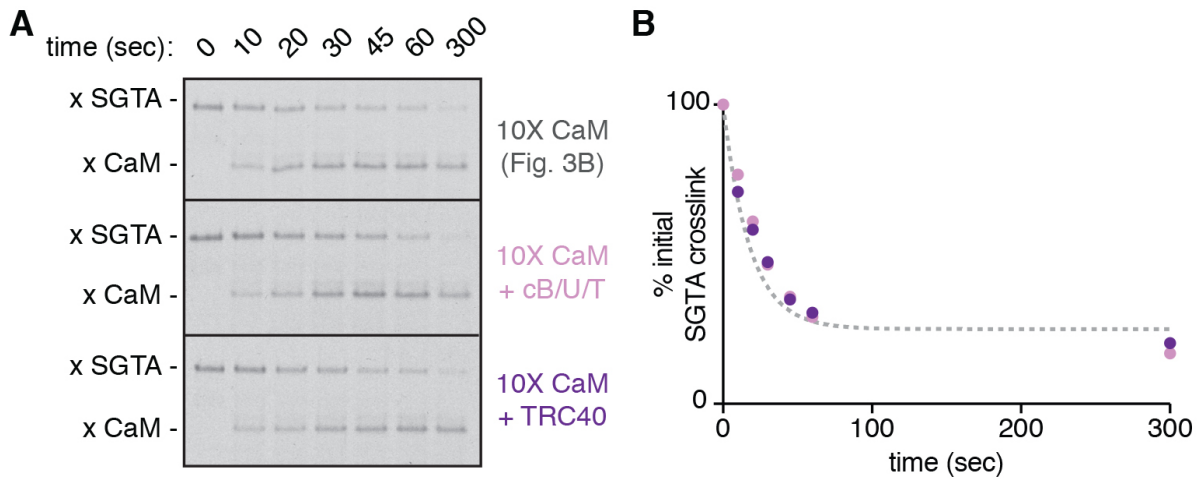 A
time (sec): 0 10 20 30 45 60 300
x SGTA -
x CaM -
10X CaM
(Fig. 3B)
x SGTA -
x CaM -
10X CaM
+ cB/U/T
x SGTA -
x CaM -
10X CaM
+ TRC40
B
% initial
SGTA crosslink
100
0
0 100 200 300
time (sec)